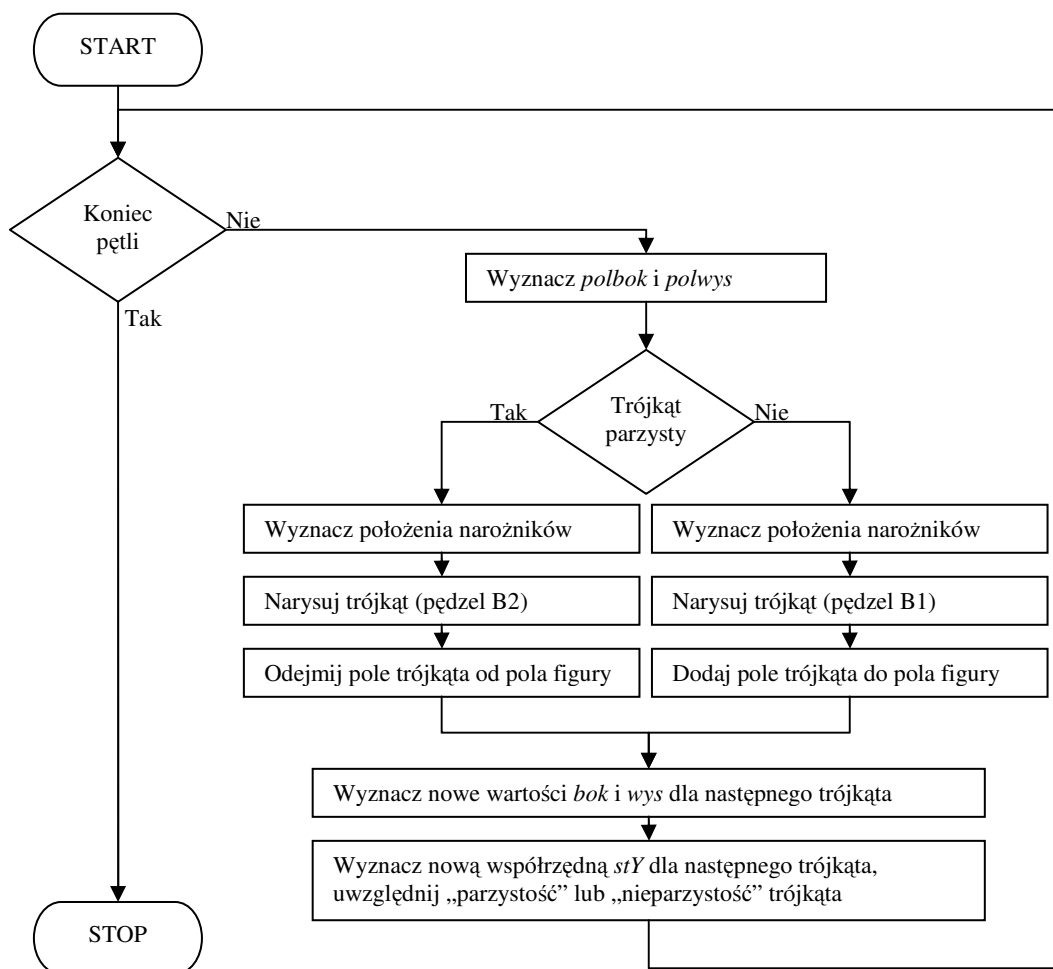 START
Koniec
pętli
Nie
Wyznacz polbok i polwys
Tak
Tak
Trójkąt
parzysty
Nie
Wyznacz położenia narożników
Wyznacz położenia narożników
Narysuj trójkąt (pędzel B2)
Narysuj trójkąt (pędzel B1)
Odejmij pole trójkąta od pola figury
Dodaj pole trójkąta do pola figury
Wyznacz nowe wartości bok i wys dla następnego trójkąta
Wyznacz nową współrzędną stY dla następnego trójkąta,
uwzględnij „parzystość” lub „nieparzystość” trójkąta
STOP